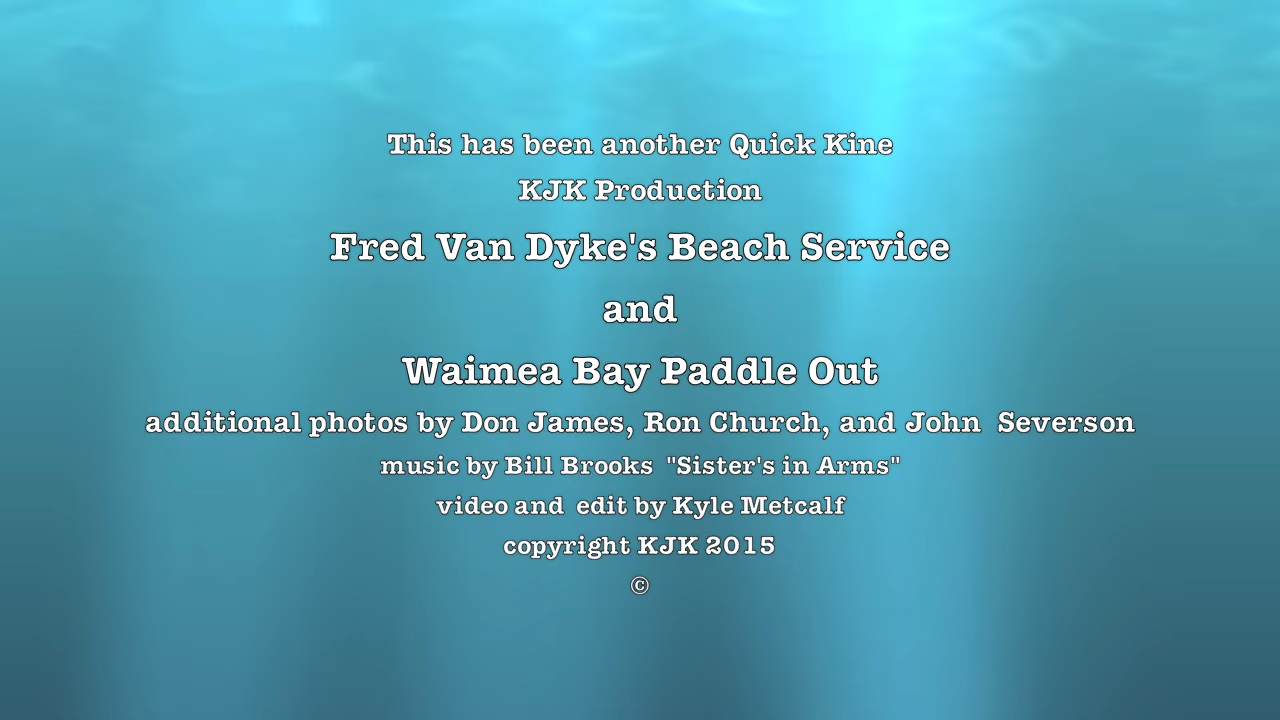 This has been another Quick Kine
KJK Production
Fred Van Dyke's Beach Service
and
Waimea Bay Paddle Out
additional photos by Don James, Ron Church, and John  Severson
music by Bill Brooks  "Sister's in Arms"
video and  edit by Kyle Metcalf
copyright KJK 2015
©